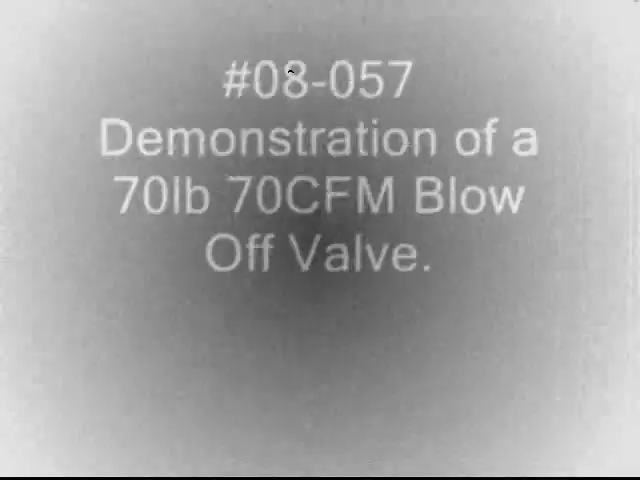 #08-057
Demonstration of a
70lb 70CFM Blow
Off Valve.